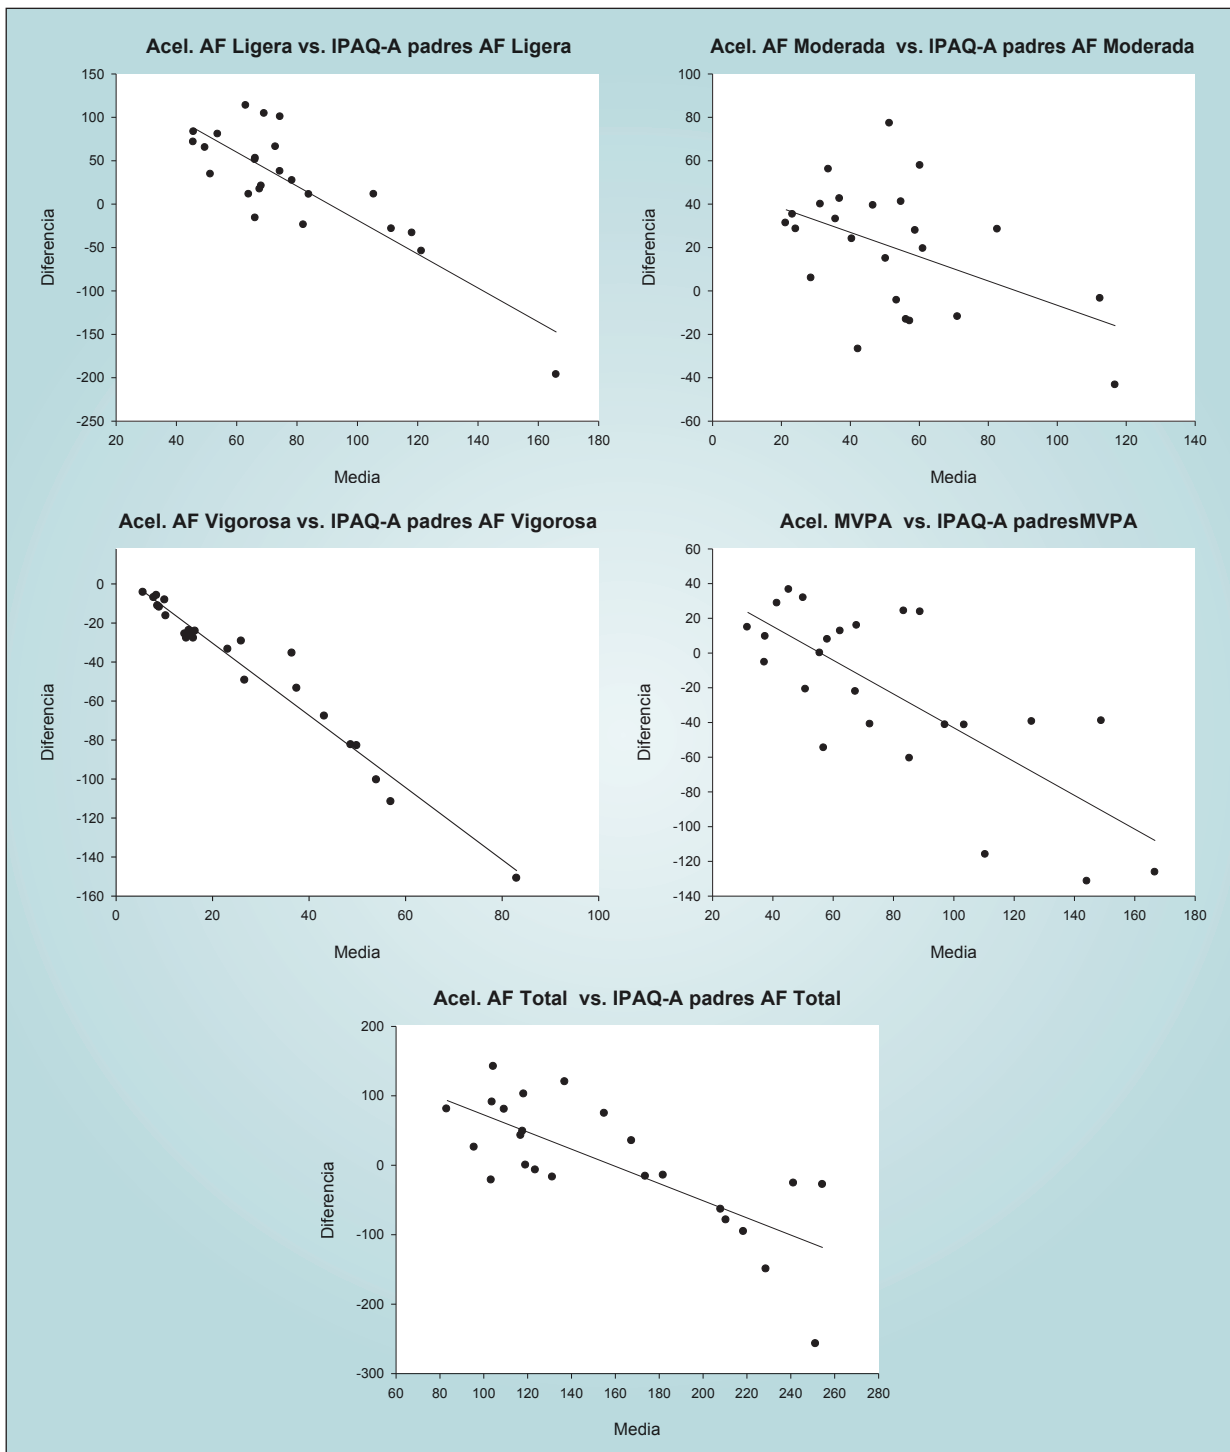 Acel. AF Ligera vs. IPAQ-A padres AF Ligera
150
100
50
0
-50
-100
-150
-200
-250
Diferencia
20 40 60 80 100 120 140 160 180
Media
Acel. AF Moderada vs. IPAQ-A padres AF Moderada
100
80
60
40
20
0
-20
-40
-60
Diferencia
0 20 40 60 80 100 120 140
Media
Acel. AF Vigorosa vs. IPAQ-A padres AF Vigorosa
0
-20
-40
-60
-80
-100
-120
-140
-160
Diferencia
0 20 40 60 80 100
Media
Acel. MVPA vs. IPAQ-A padresMVPA
60
40
20
0
-20
-40
-60
-80
-100
-120
-140
Diferencia
20 40 60 80 100 120 140 160 180
Media
Acel. AF Total vs. IPAQ-A padres AF Total
200
100
0
-100
-200
-300
Diferencia
60 80 100 120 140 160 180 200 220 240 260 280
Media